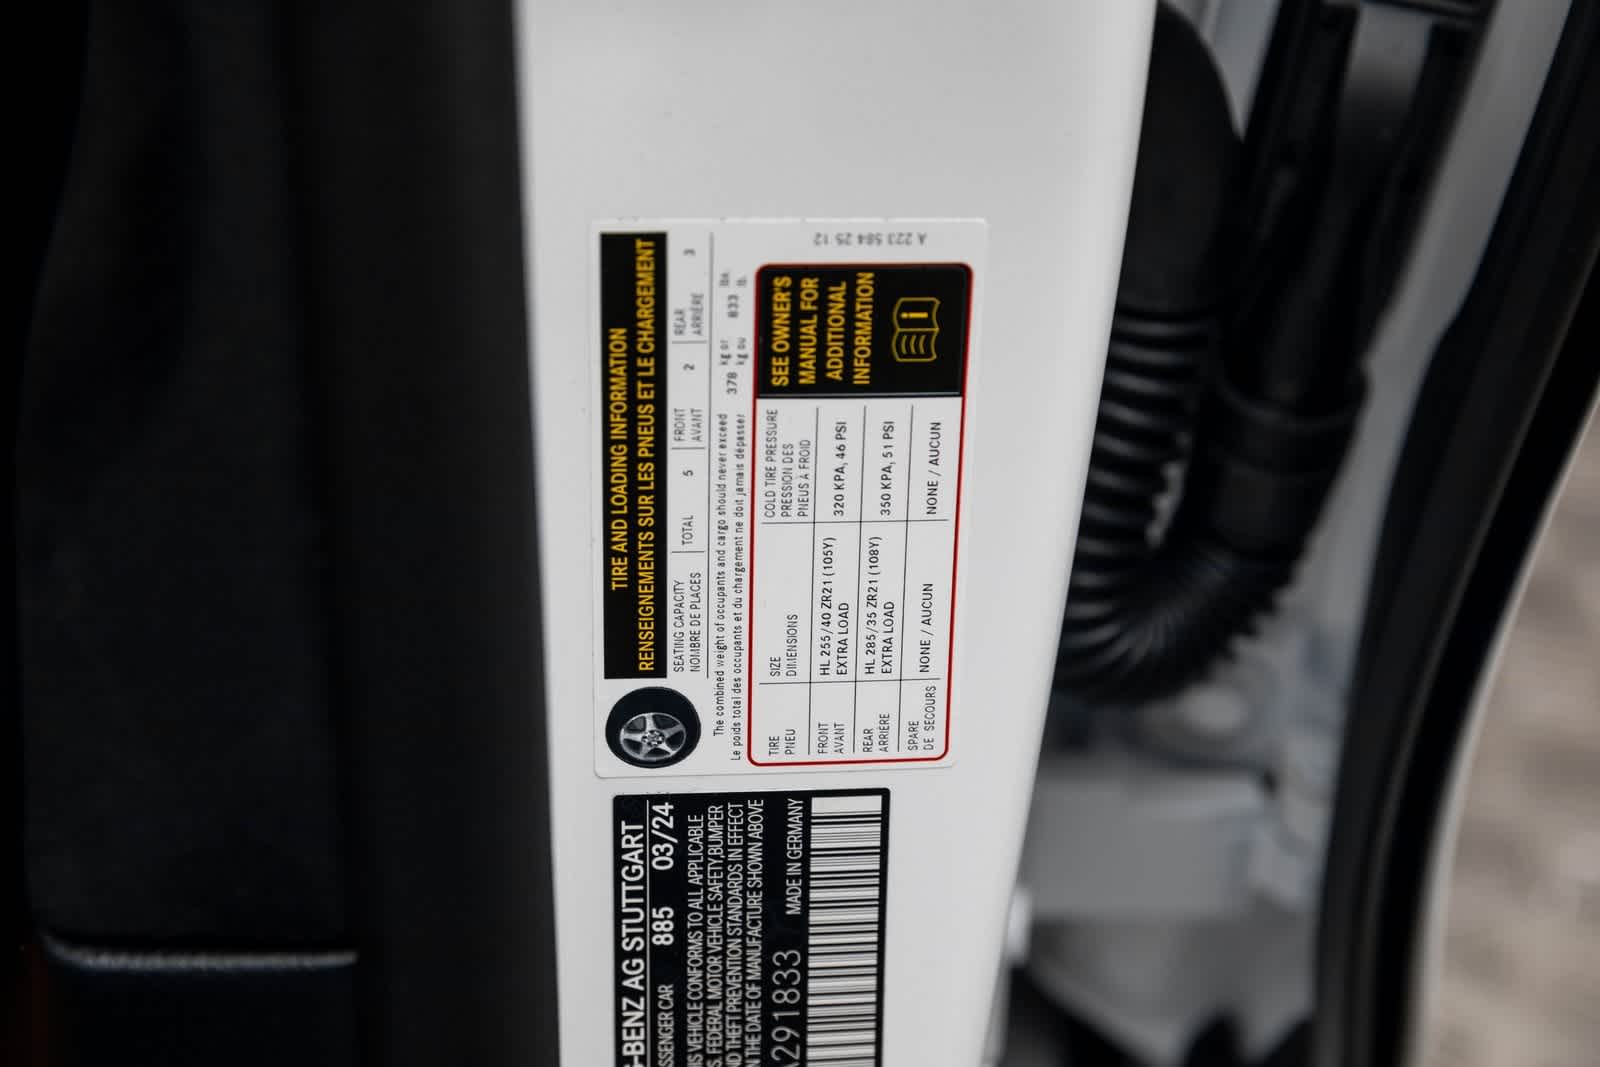 TIRE AND LOADING INFORMATION
RENSEIGNEMENTS SUR LES PNEUS ET LE CHARGEMENT
SEATING CAPACITY TOTAL 5 FRONT 2 REAR 3
NOMBRE DE PLACES AVANT ARRIÈRE
The combined weight of occupants and cargo should never exceed 378 kg or 833 lbs.
Le poids total des occupants et du chargement ne doit jamais dépasser kg ou lb.
TIRE SIZE COLD TIRE PRESSURE
PNEU DIMENSIONS PRESSION DES
PNEUS À FROID
FRONT HL 255/40 ZR21 (105Y) 320 KPA, 46 PSI
AVANT EXTRA LOAD
REAR HL 285/35 ZR21 (108Y) 350 KPA, 51 PSI
ARRIÈRE EXTRA LOAD
SPARE NONE / AUCUN NONE / AUCUN
DE SECOURS
SEE OWNER'S
MANUAL FOR
ADDITIONAL
INFORMATION
i
A 223 584 25 12
-BENZ AG STUTTGART
SSENGER CAR 885 03/24
IS VEHICLE CONFORMS TO ALL APPLICABLE
S. FEDERAL MOTOR VEHICLE SAFETY,BUMPER
ND THEFT PREVENTION STANDARDS IN EFFECT
N THE DATE OF MANUFACTURE SHOWN ABOVE
A291833 MADE IN GERMANY